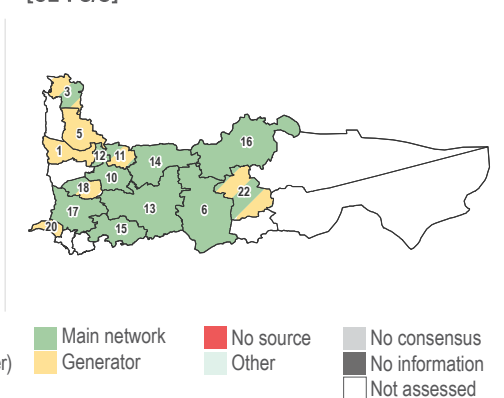 3
5
16
1
12
11
14
10
18
22
17
13
6
20
15
Main network
No source
No consensus
er)
Generator
Other
No information
Not assessed